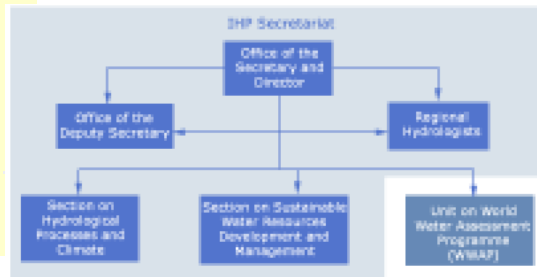 IHP Secretariat
Office of the
Secretary and
Director
Office of the
Deputy Secretary
Regional
Hydrologists
Section on
Hydrological
Processes and
Climate
Section on Sustainable
Water Resources
Development and
Management
Unit on World
Water Assessment
Programme
(WWAP)